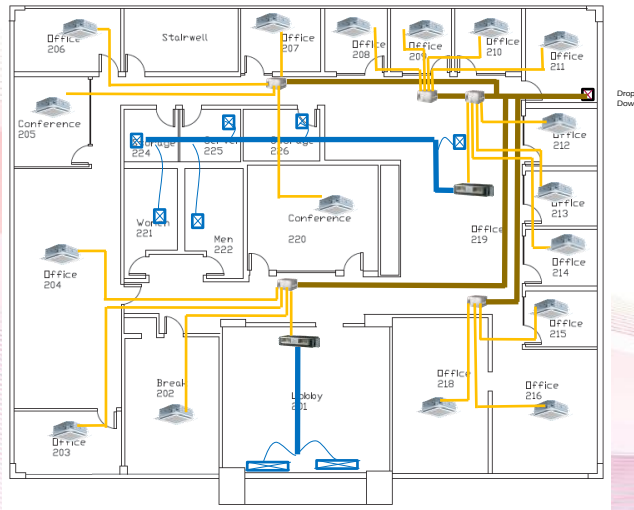 Office
206
Stairwell
Office
207
Office
208
Office
209
Office
210
Office
211
Drop
Dow
Conference
205
Storage
224
Server
225
Storage
226
Office
212
Office
213
Women
221
Men
222
Conference
220
Office
219
Office
214
Office
204
Office
215
Break
202
Lobby
201
Office
218
Office
216
Office
203